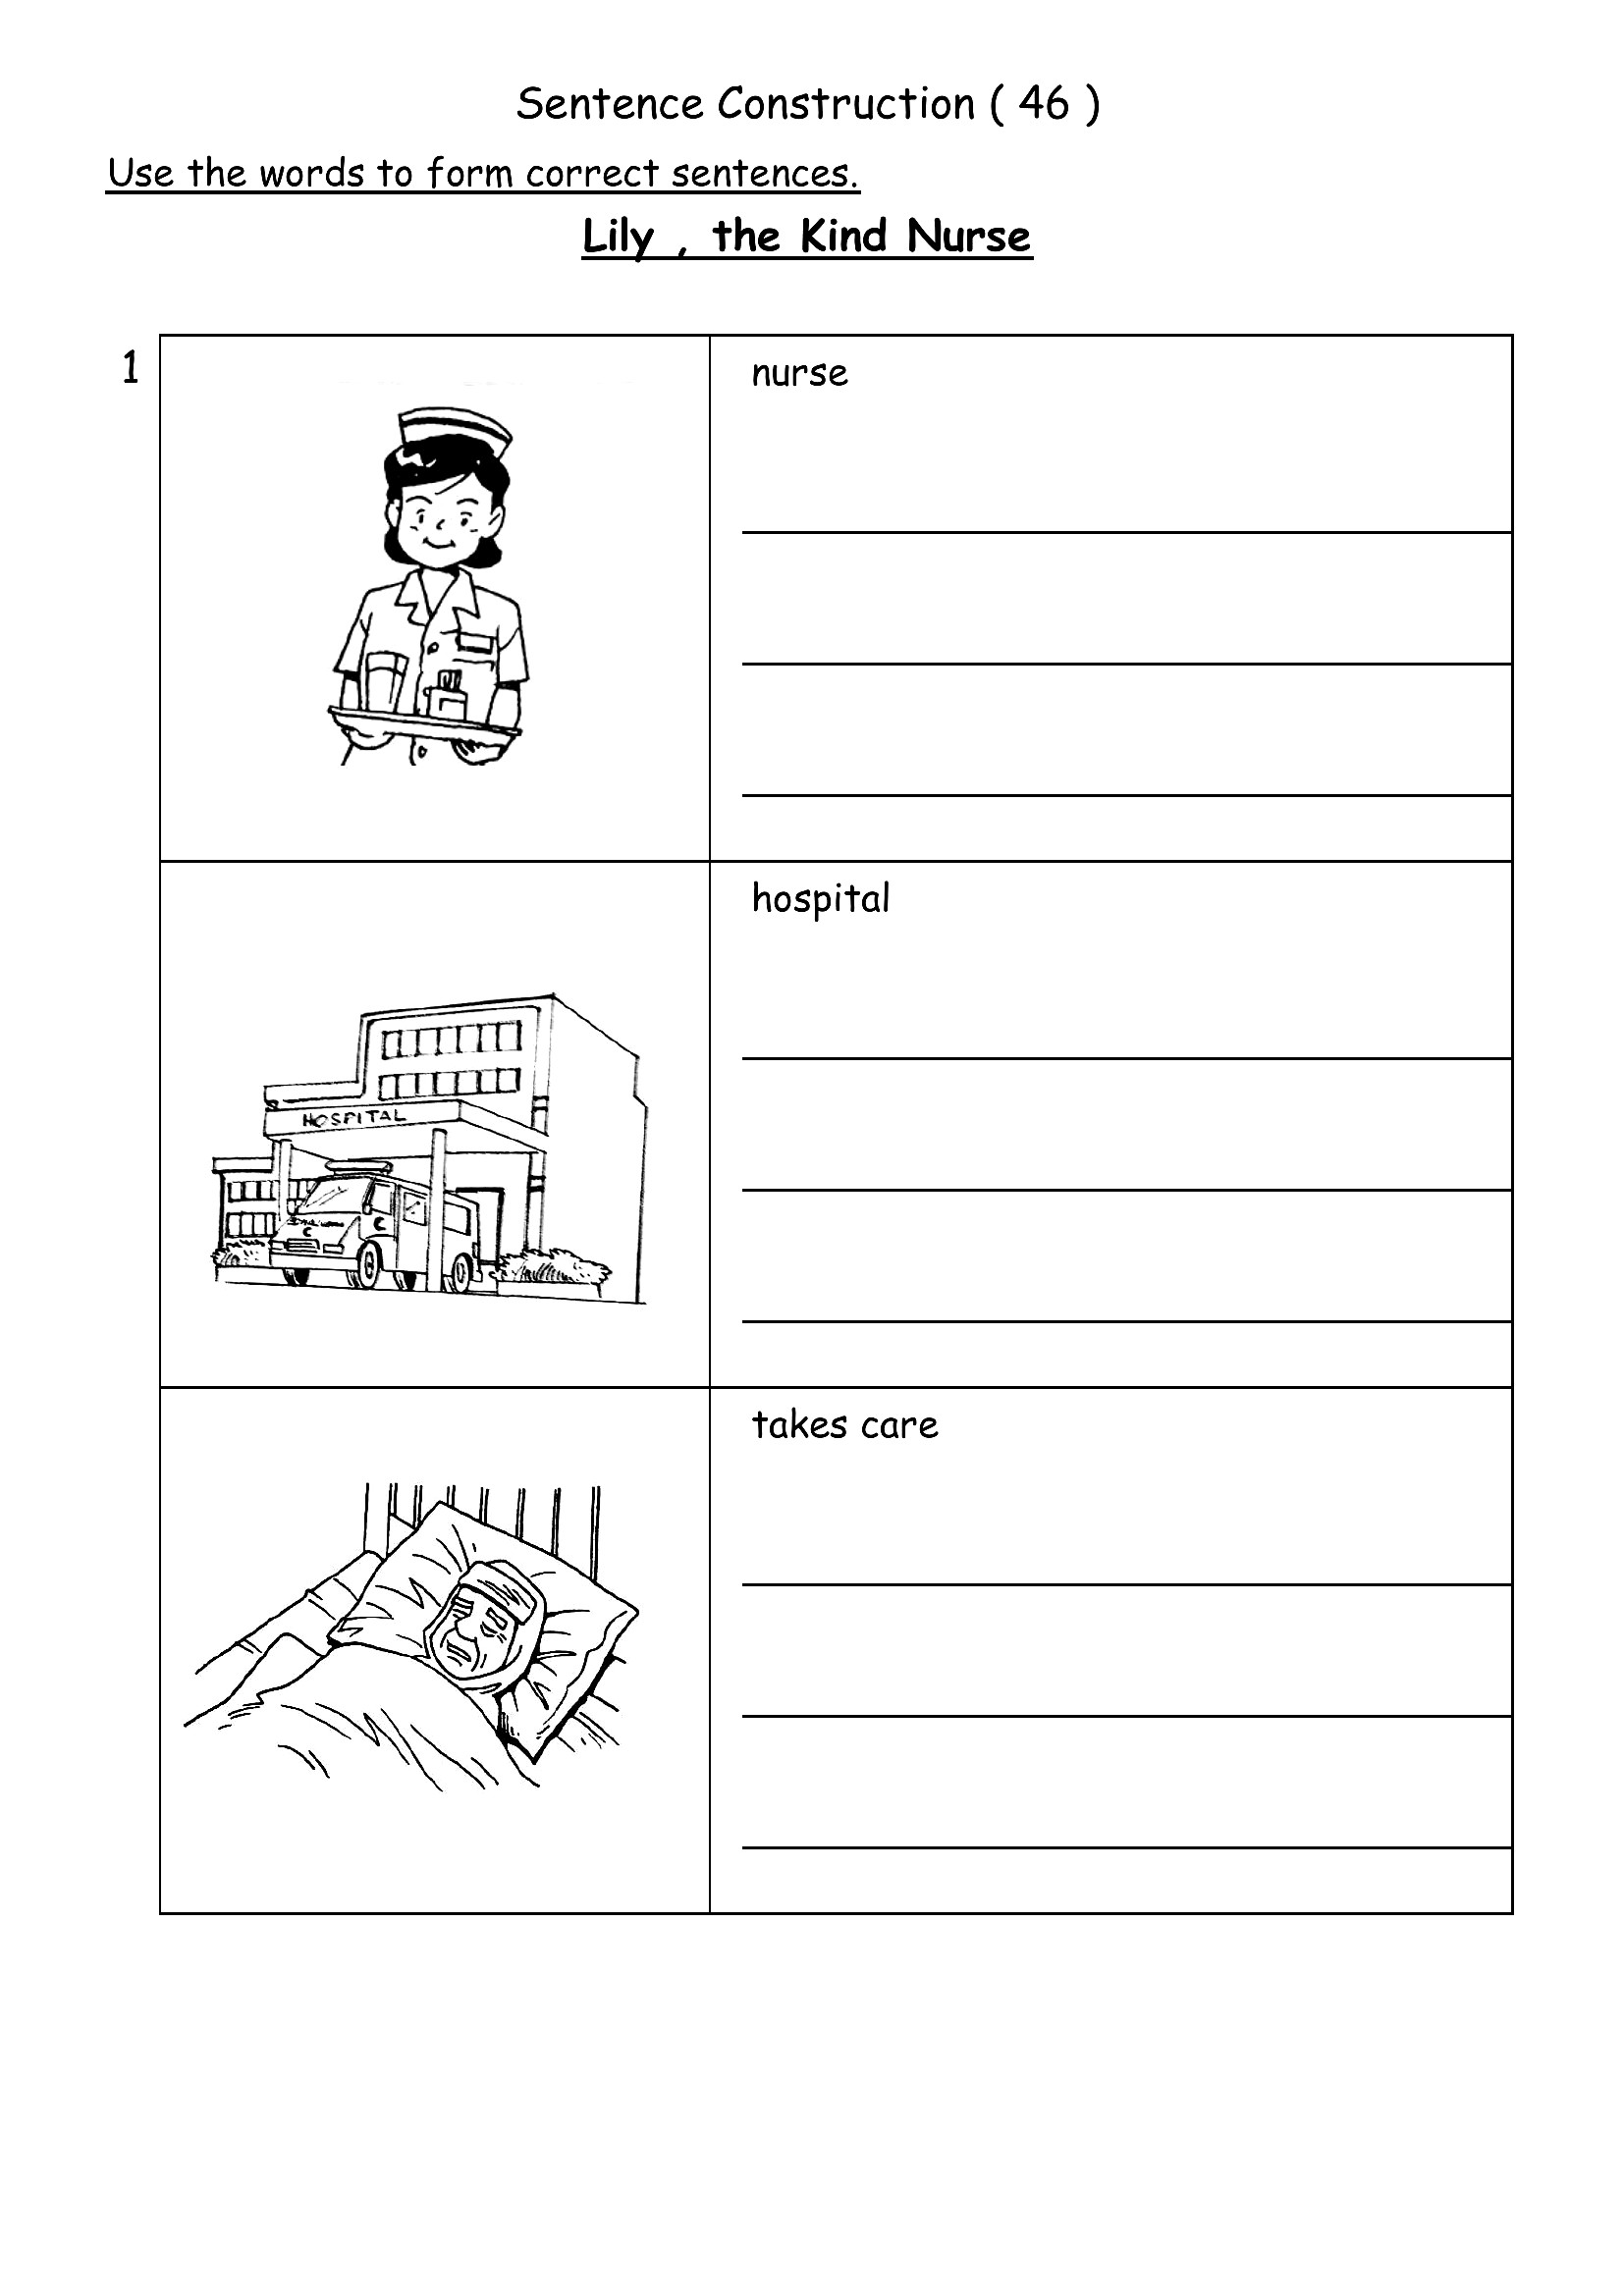 Sentence Construction ( 46 )
Use the words to form correct sentences.
Lily , the Kind Nurse
1
nurse
hospital
HOSPITAL
takes care